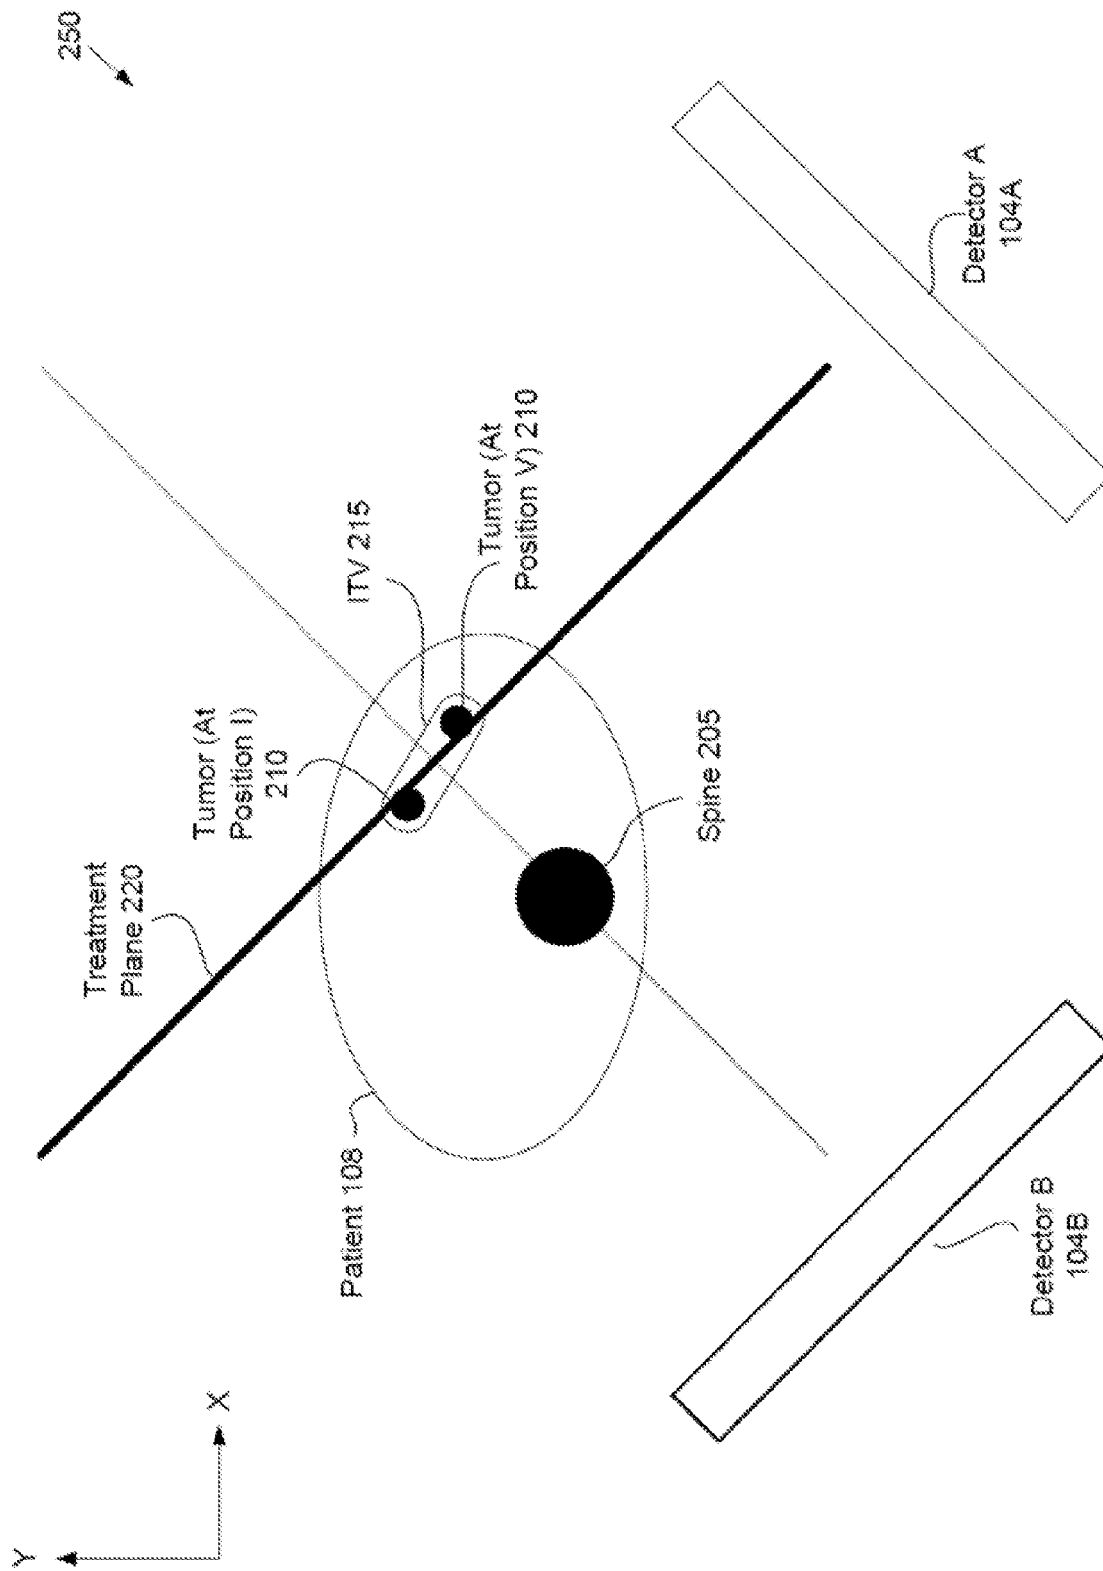 250
Y
X
Treatment
Plane 220
Tumor (At
Position I)
210
ITV 215
Tumor (At
Position V) 210
Patient 108
Spine 205
Detector B
104B
Detector A
104A